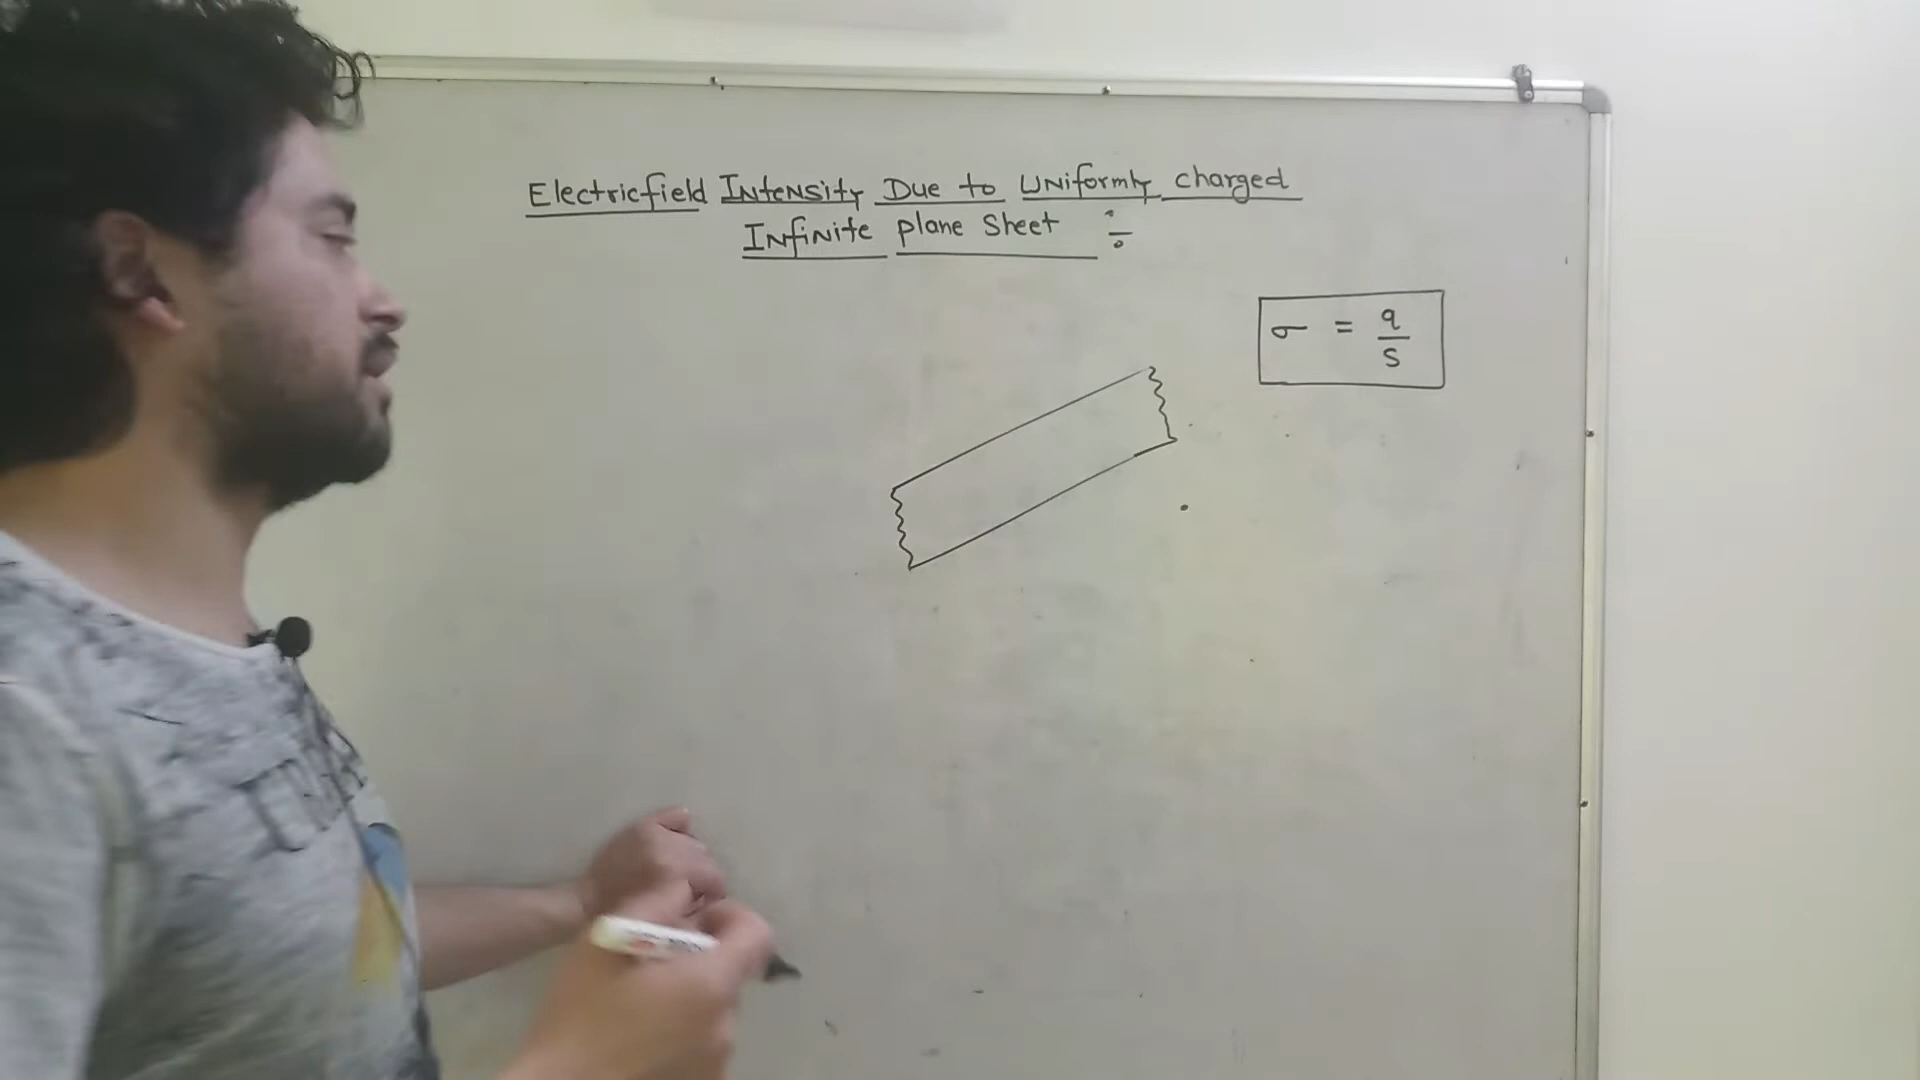 Electricfield Intensity Due to Uniformly charged
Infinite plane Sheet ÷
σ = q/s